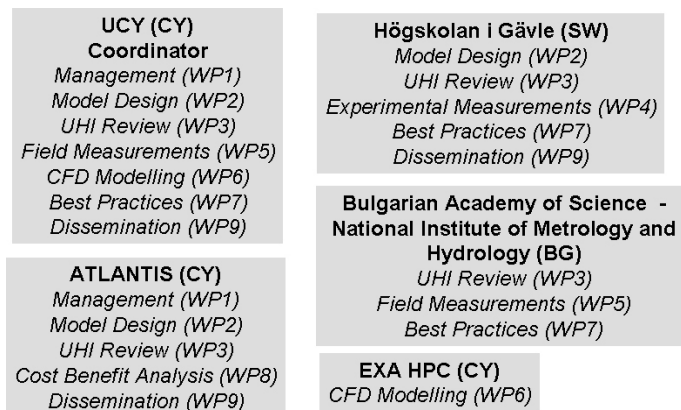 UCY (CY)
Coordinator
Management (WP1)
Model Design (WP2)
UHI Review (WP3)
Field Measurements (WP5)
CFD Modelling (WP6)
Best Practices (WP7)
Dissemination (WP9)
ATLANTIS (CY)
Management (WP1)
Model Design (WP2)
UHI Review (WP3)
Cost Benefit Analysis (WP8)
Dissemination (WP9)
Högskolan i Gävle (SW)
Model Design (WP2)
UHI Review (WP3)
Experimental Measurements (WP4)
Best Practices (WP7)
Dissemination (WP9)
Bulgarian Academy of Science -
National Institute of Metrology and
Hydrology (BG)
UHI Review (WP3)
Field Measurements (WP5)
Best Practices (WP7)
EXA HPC (CY)
CFD Modelling (WP6)